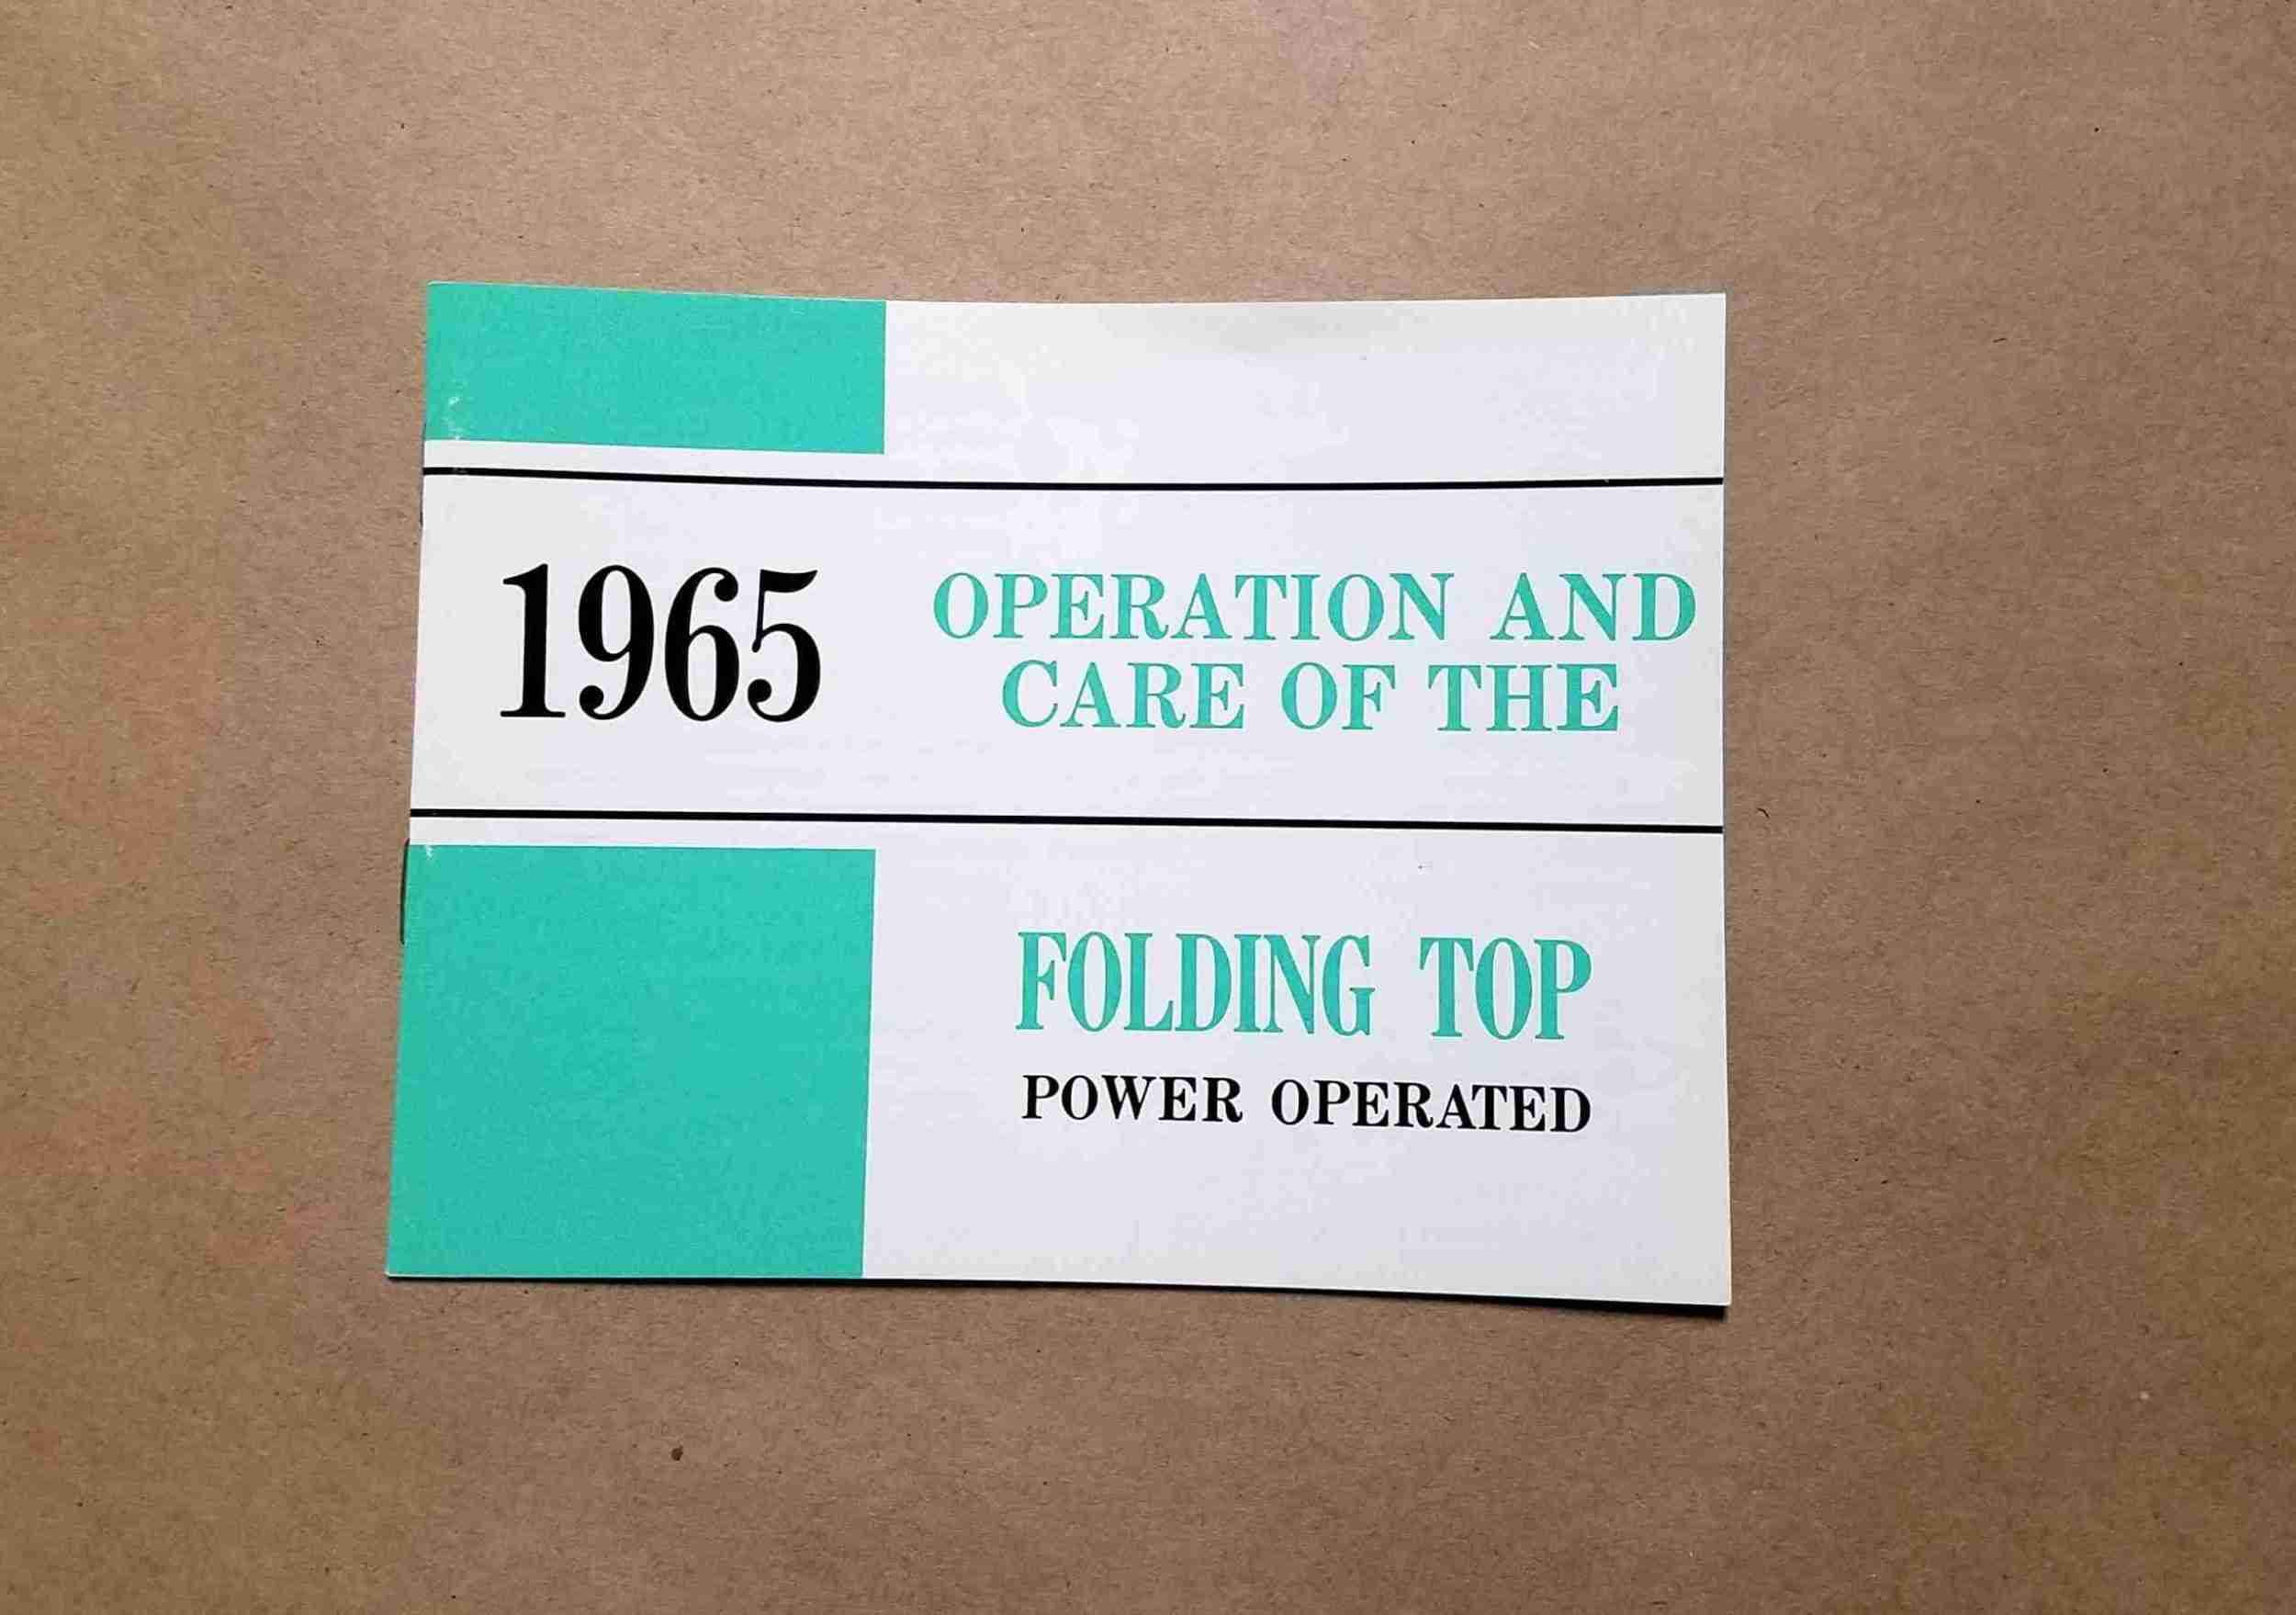 1965
OPERATION AND
CARE OF THE
FOLDING TOP
POWER OPERATED